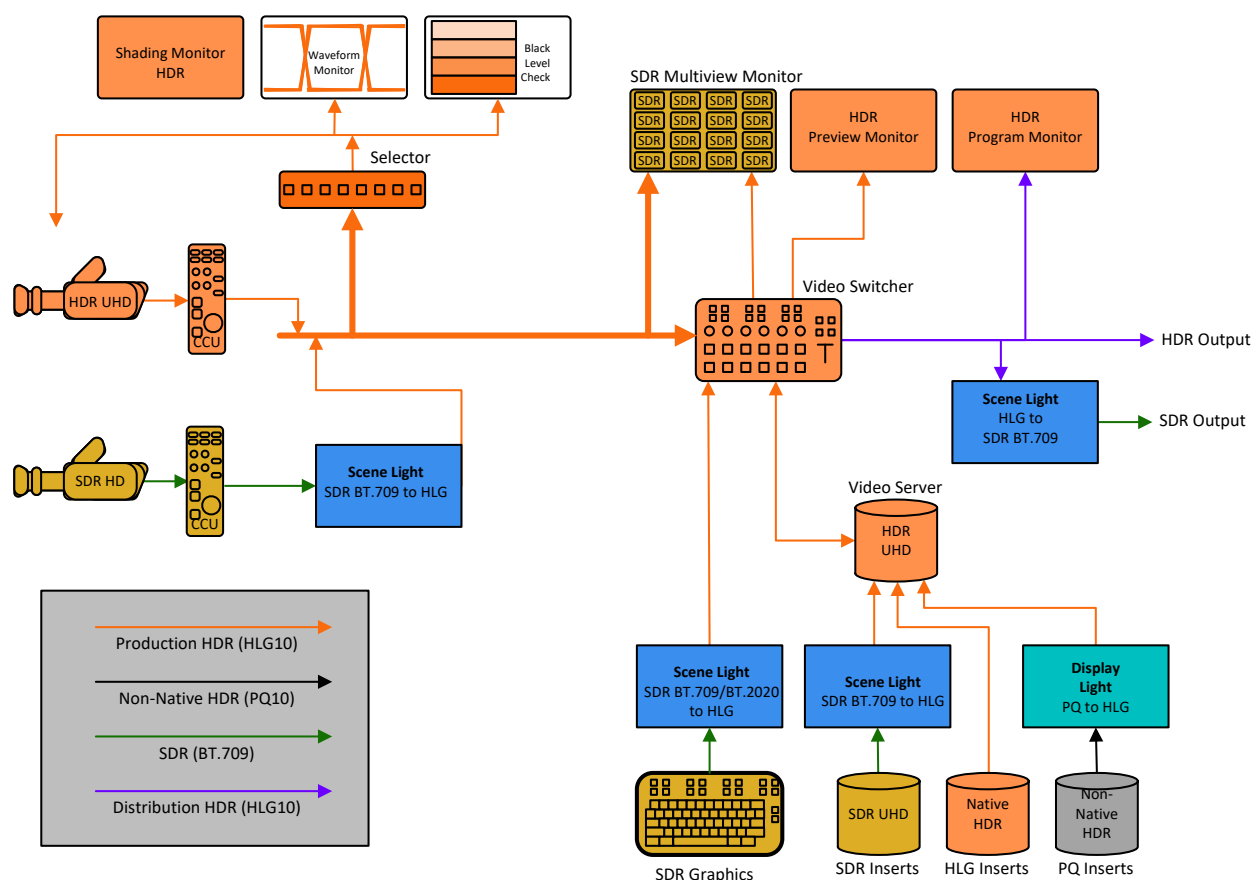 Shading Monitor
HDR
Waveform
Monitor
Black
Level
Check
SDR Multiview Monitor
SDR SDR SDR SDR
SDR SDR SDR SDR
SDR SDR SDR SDR
SDR SDR SDR SDR
HDR
Preview Monitor
HDR
Program Monitor
Selector
HDR UHD
CCU
Video Switcher
HDR Output
Scene Light
HLG to
SDR BT.709
SDR Output
SDR HD
CCU
Scene Light
SDR BT.709 to HLG
Video Server
HDR
UHD
Production HDR (HLG10)
Non-Native HDR (PQ10)
SDR (BT.709)
Distribution HDR (HLG10)
Scene Light
SDR BT.709/BT.2020
to HLG
Scene Light
SDR BT.709 to HLG
Display
Light
PQ to HLG
SDR UHD
Native
HDR
Non-
Native
HDR
SDR Graphics
SDR Inserts
HLG Inserts
PQ Inserts